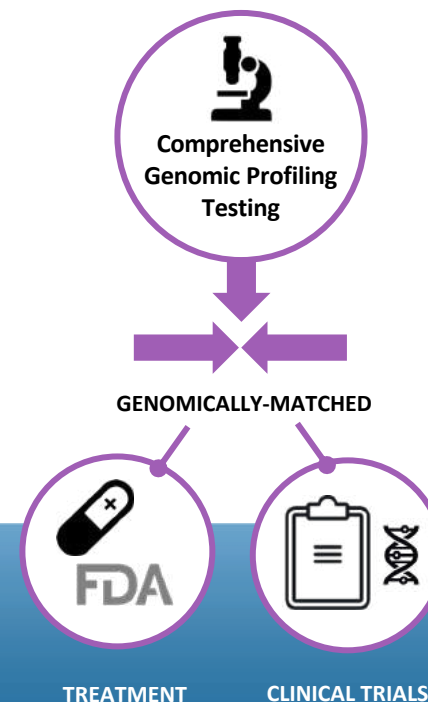 Comprehensive
Genomic Profiling
Testing
GENOMICALLY-MATCHED
FDA
TREATMENT
CLINICAL TRIALS